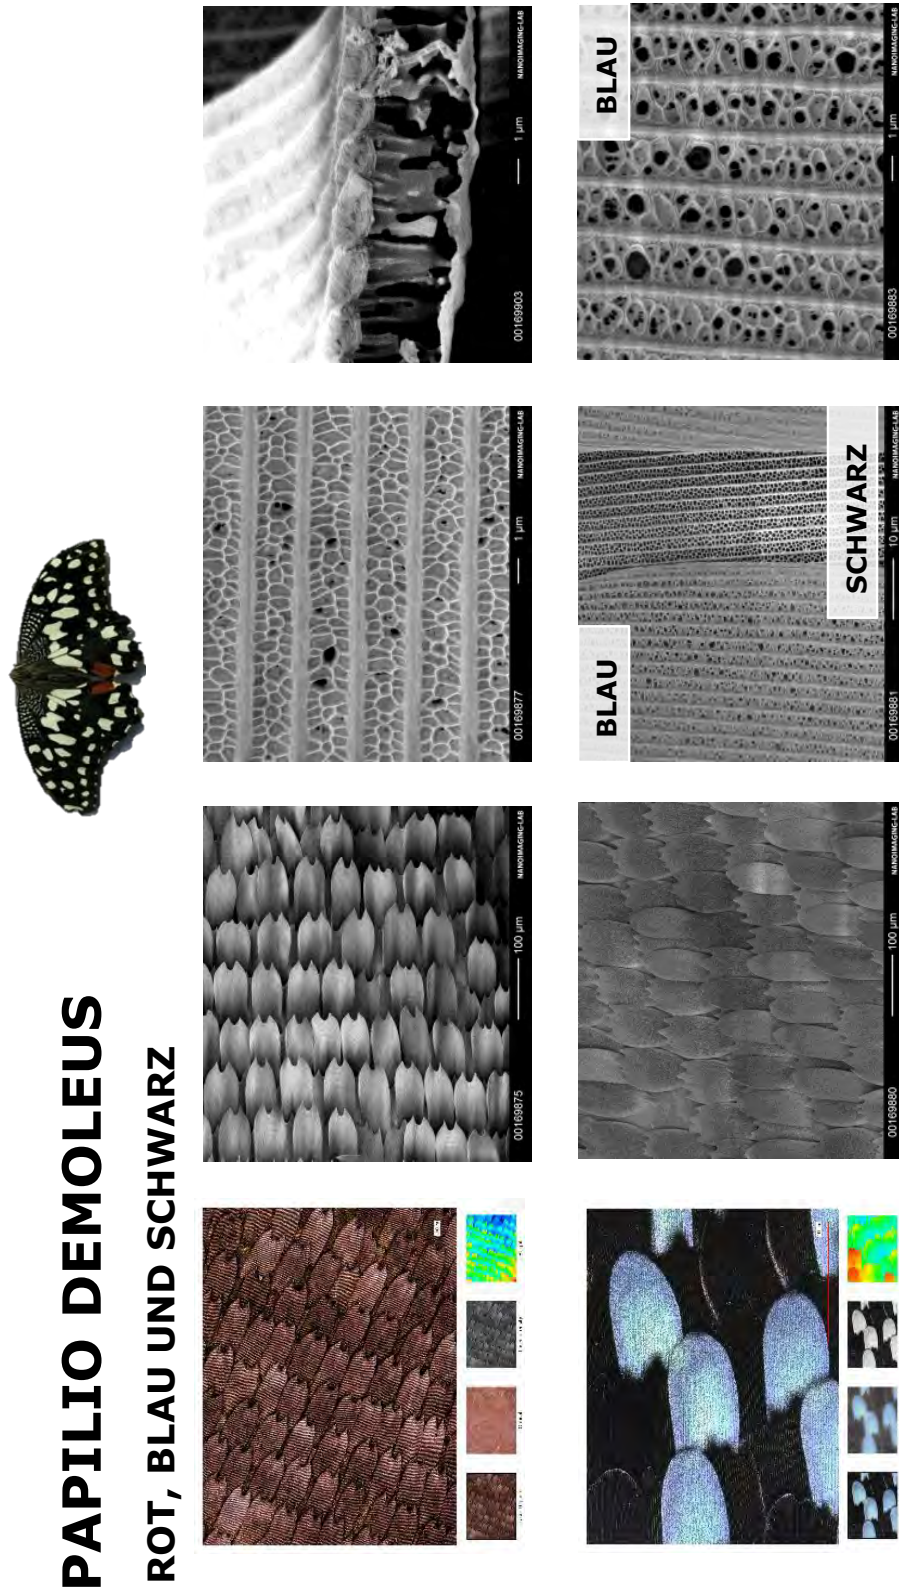 PAPILIO DEMOLEUS
ROT, BLAU UND SCHWARZ
00169875 100 µm NANOIMAGING-LAB
00169877 1 µm NANOIMAGING-LAB
00169903 1 µm NANOIMAGING-LAB
00169880 100 µm NANOIMAGING-LAB
BLAU
SCHWARZ
00169881 10 µm NANOIMAGING-LAB
BLAU
00169883 1 µm NANOIMAGING-LAB